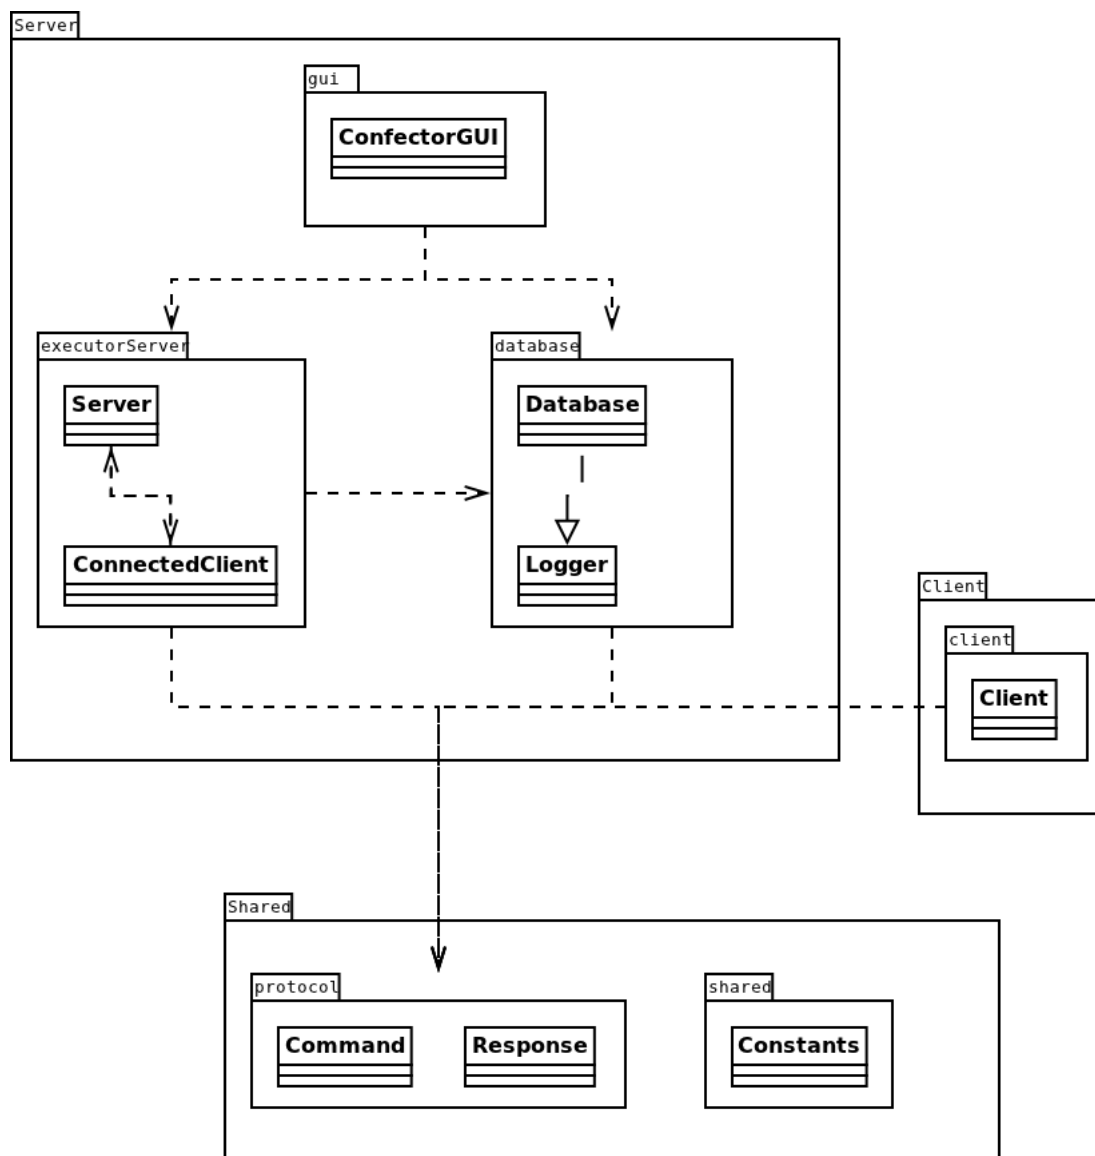 Server
gui
ConfectorGUI
executorServer
database
Server
Database
ConnectedClient
Logger
Client
client
Client
Shared
protocol
shared
Command
Response
Constants